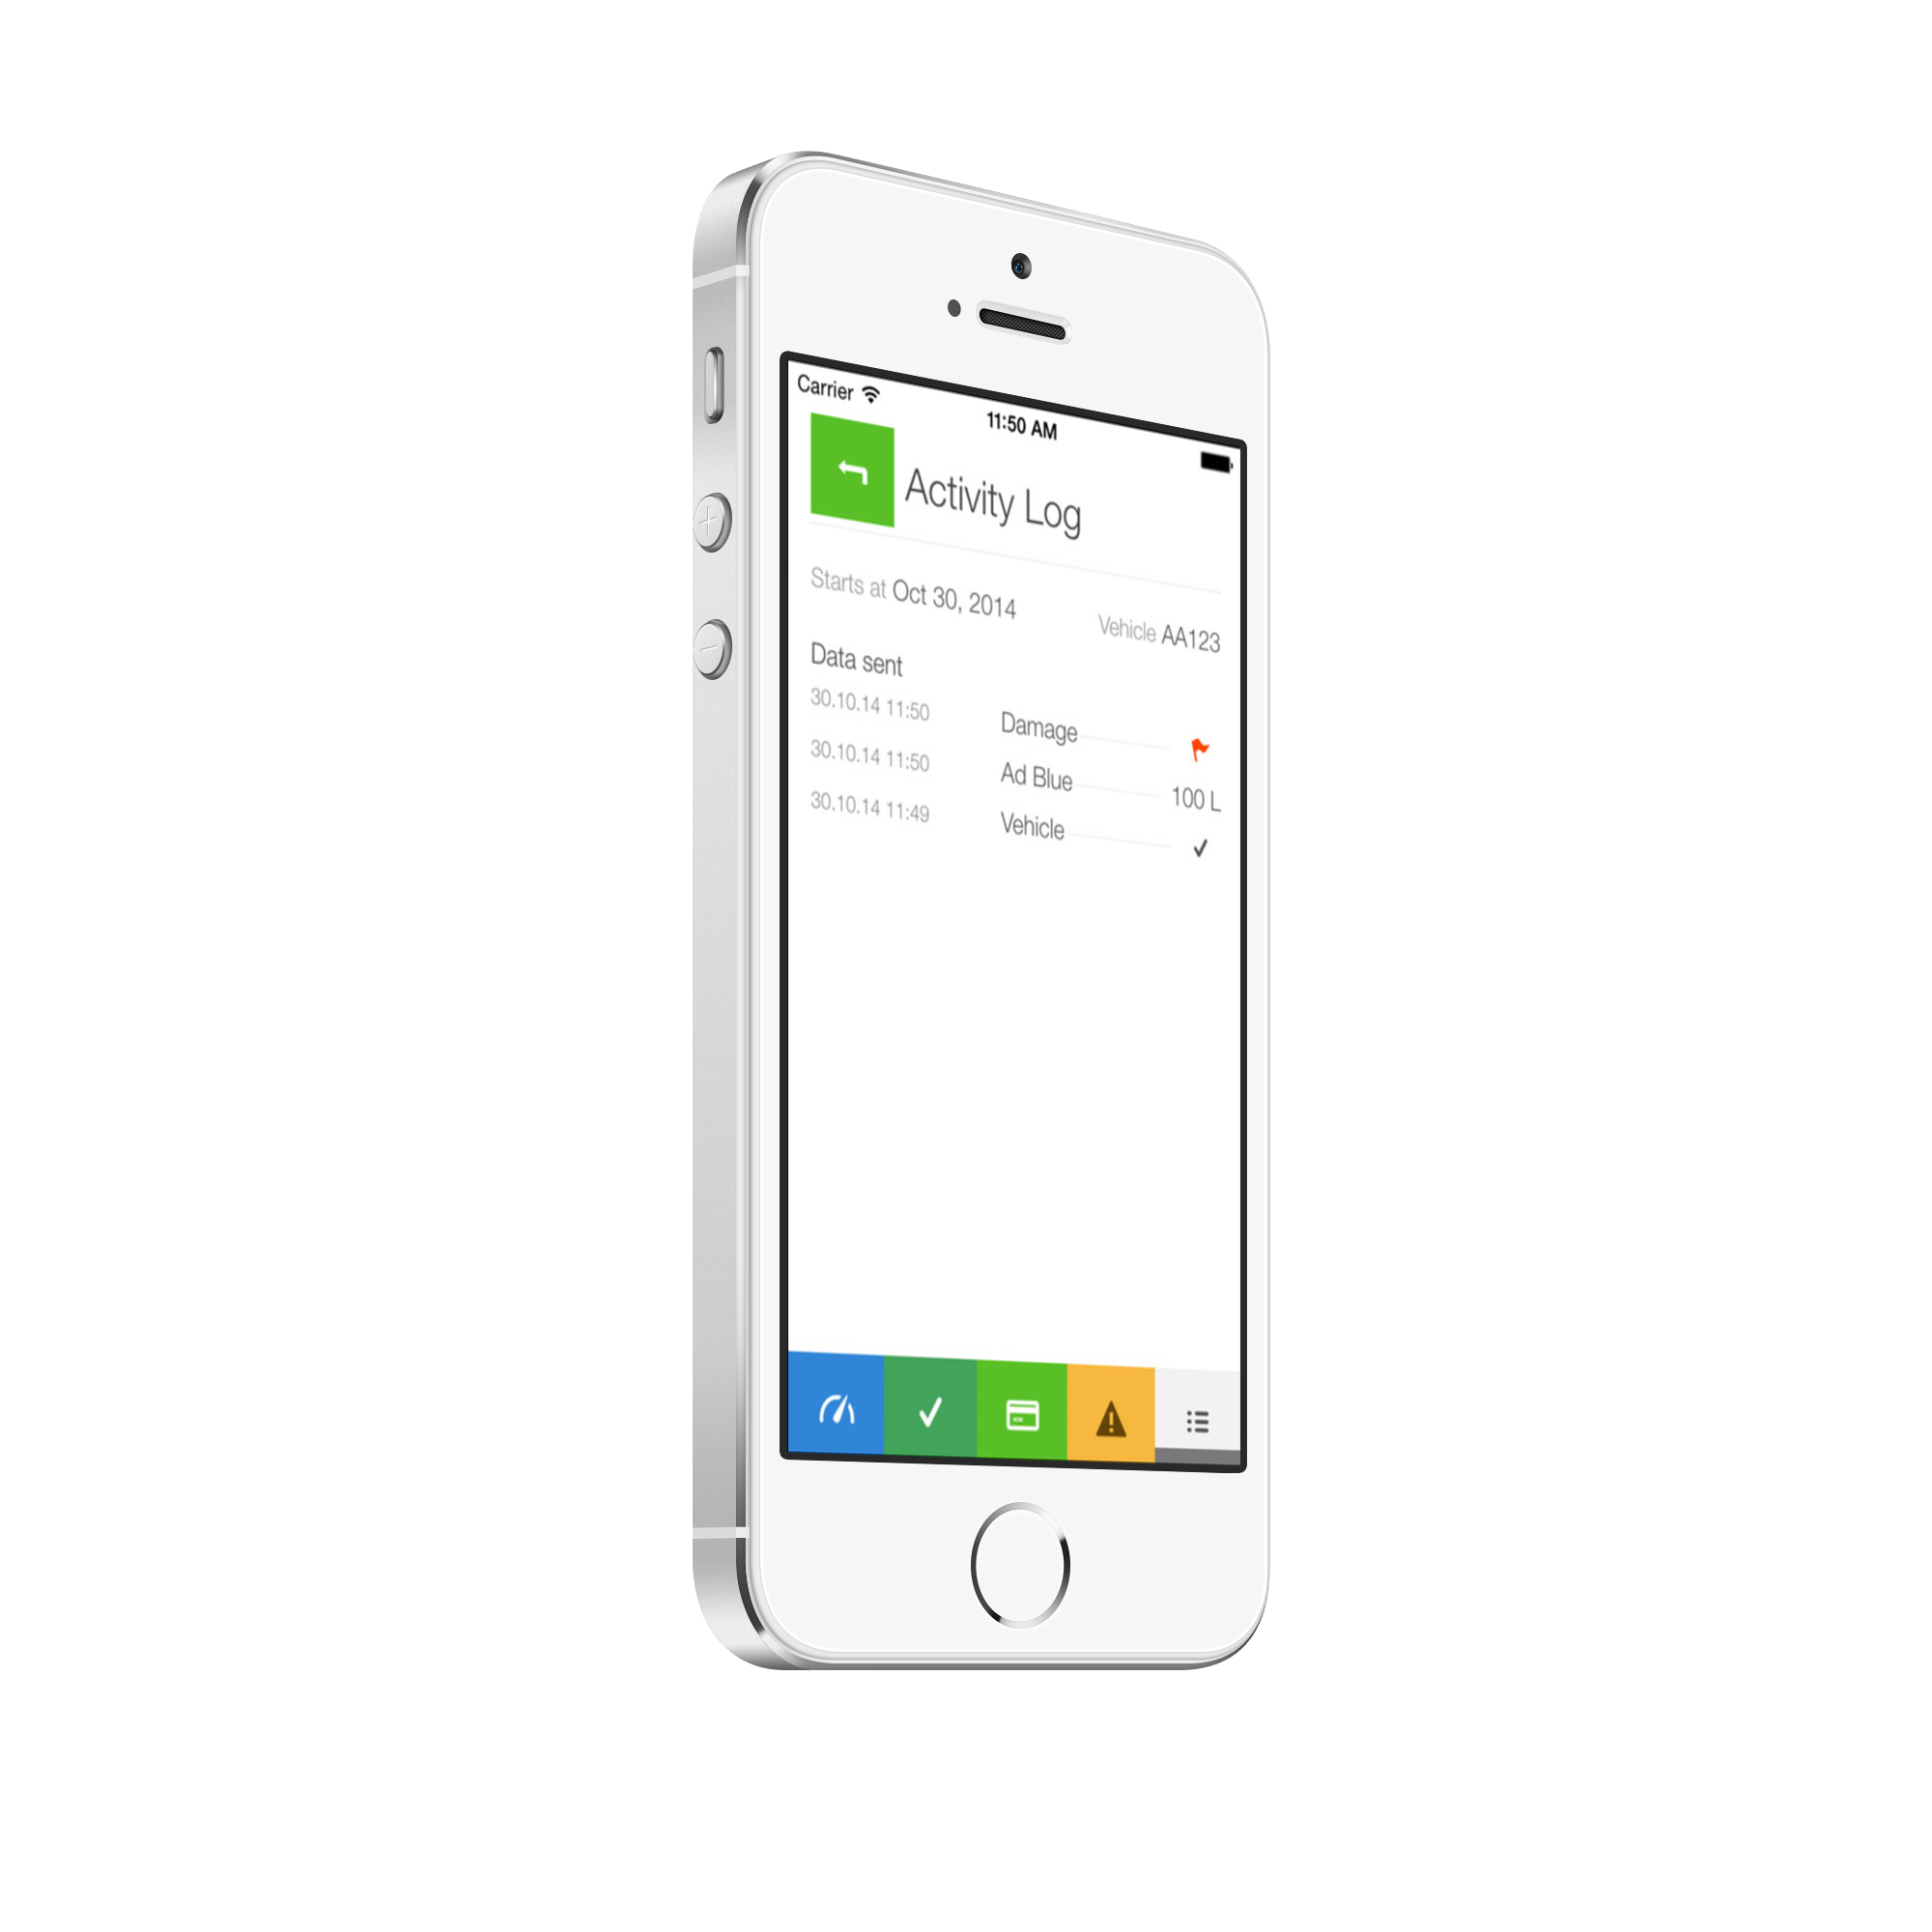 Carrier
11:50 AM
Activity Log
Starts at Oct 30, 2014 Vehicle AA123
Data sent
30.10.14 11:50 Damage
30.10.14 11:50 Ad Blue 100 L
30.10.14 11:49 Vehicle